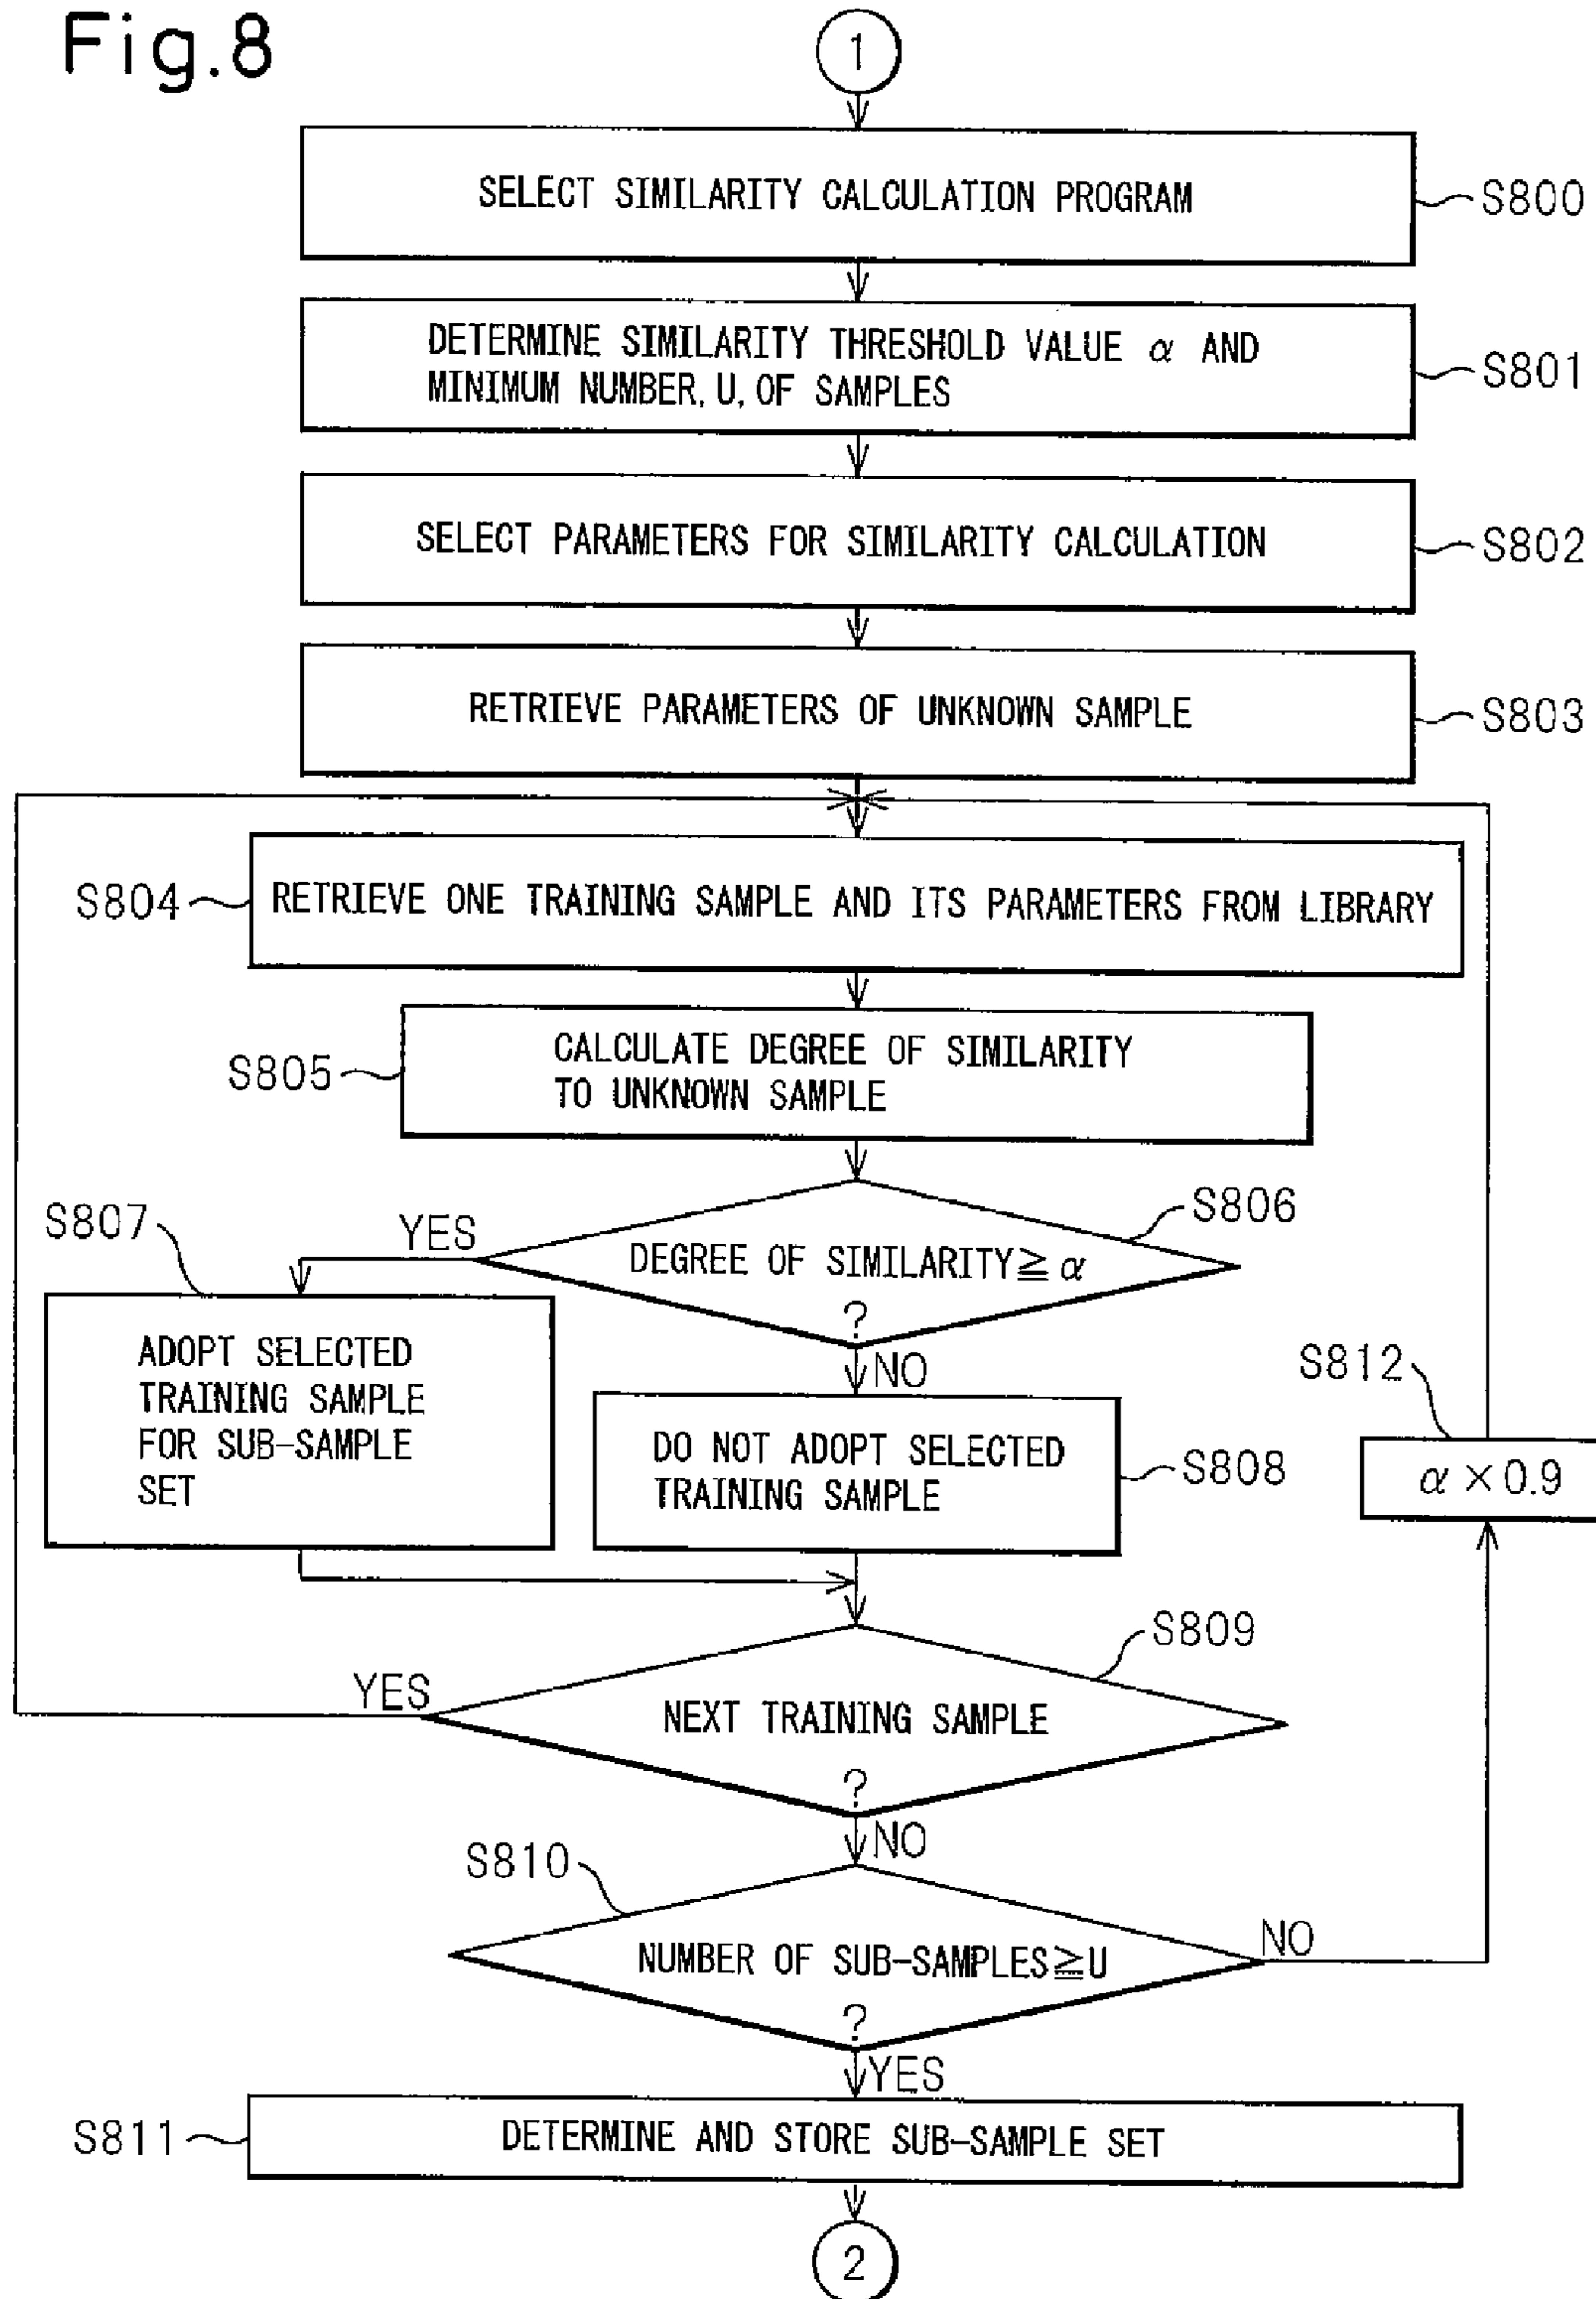 Fig.8
1
SELECT SIMILARITY CALCULATION PROGRAM
S800
DETERMINE SIMILARITY THRESHOLD VALUE α AND
MINIMUM NUMBER, U, OF SAMPLES
S801
SELECT PARAMETERS FOR SIMILARITY CALCULATION
S802
RETRIEVE PARAMETERS OF UNKNOWN SAMPLE
S803
S804
RETRIEVE ONE TRAINING SAMPLE AND ITS PARAMETERS FROM LIBRARY
S805
CALCULATE DEGREE OF SIMILARITY
TO UNKNOWN SAMPLE
S806
DEGREE OF SIMILARITY≧α
?
YES
NO
S807
ADOPT SELECTED
TRAINING SAMPLE
FOR SUB-SAMPLE
SET
DO NOT ADOPT SELECTED
TRAINING SAMPLE
S808
S812
α×0.9
S809
NEXT TRAINING SAMPLE
?
YES
NO
S810
NUMBER OF SUB-SAMPLES≧U
?
NO
YES
S811
DETERMINE AND STORE SUB-SAMPLE SET
2